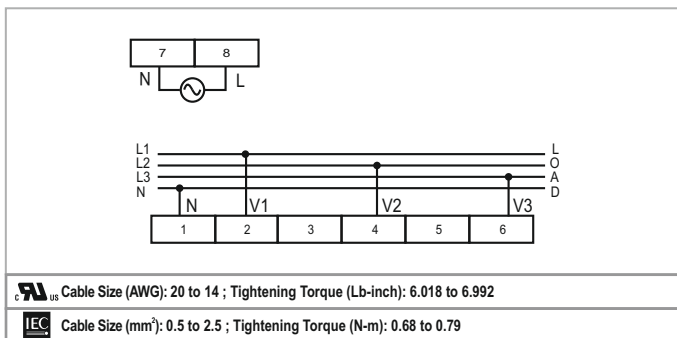 7 8
N L
L1 L
L2 O
L3 A
N D
N V1 V2 V3
1 2 3 4 5 6
c RU US Cable Size (AWG): 20 to 14 ; Tightening Torque (Lb-inch): 6.018 to 6.992
IEC Cable Size (mm²): 0.5 to 2.5 ; Tightening Torque (N-m): 0.68 to 0.79